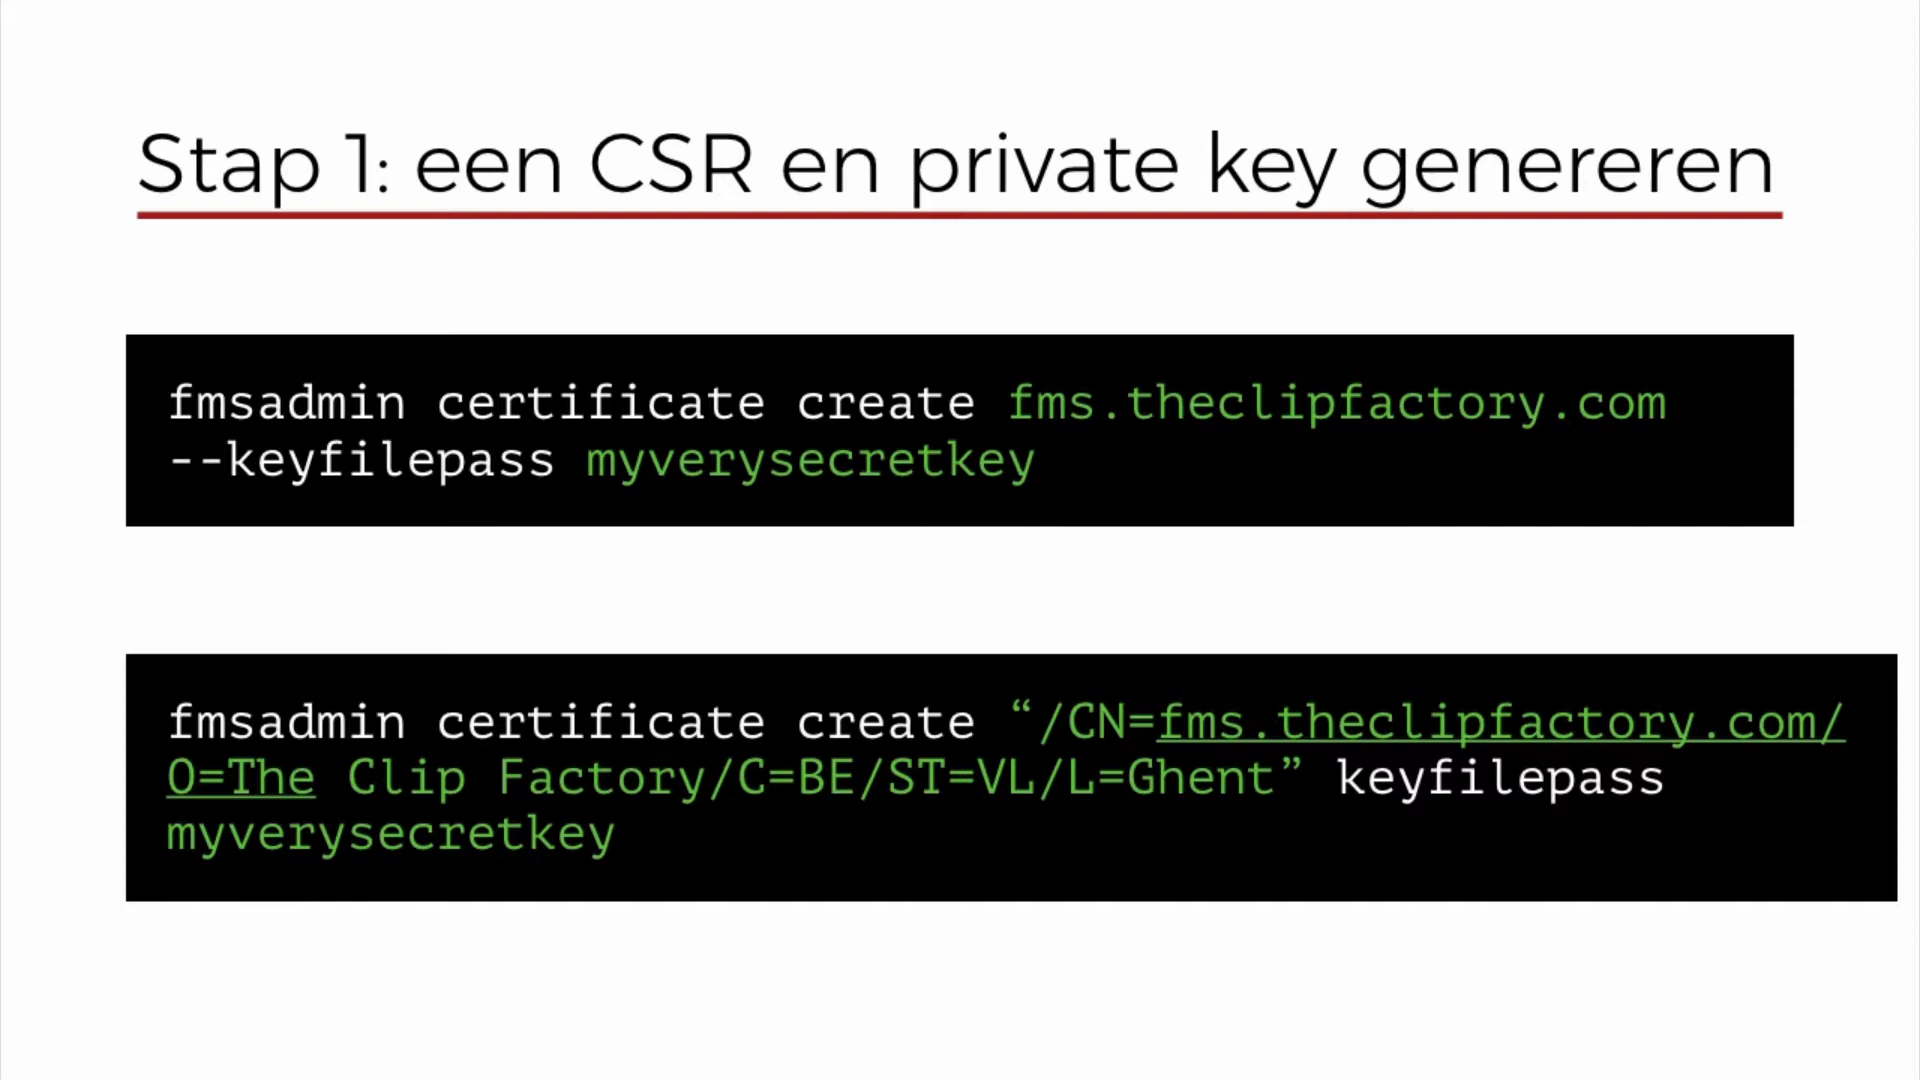 Stap 1: een CSR en private key genereren
fmsadmin certificate create fms.theclipfactory.com
--keyfilepass myverysecretkey
fmsadmin certificate create “/CN=fms.theclipfactory.com/
O=The Clip Factory/C=BE/ST=VL/L=Ghent” keyfilepass
myverysecretkey